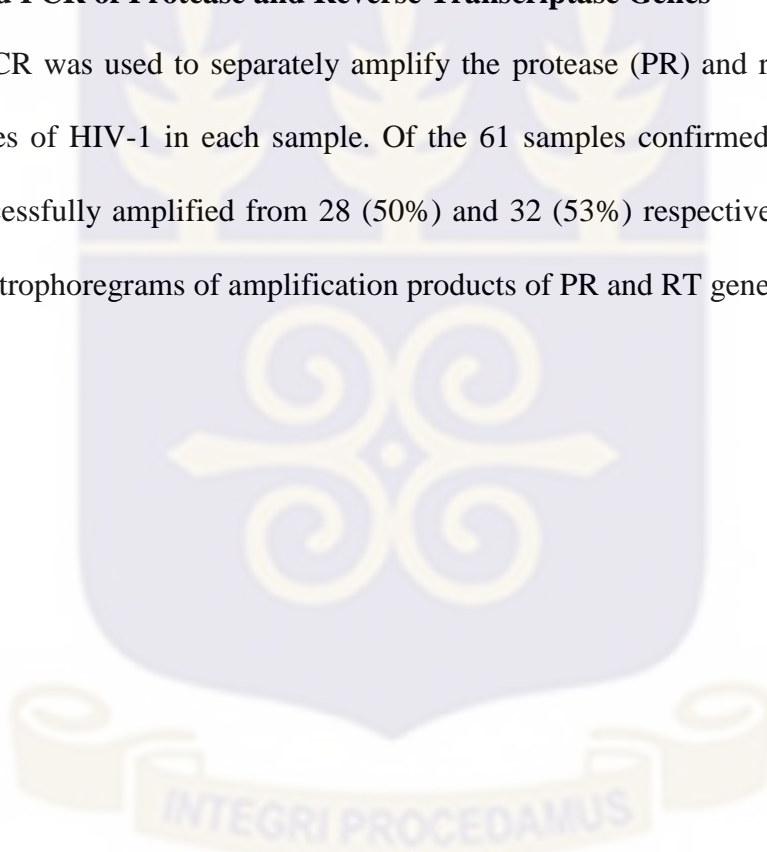 PCR of Protease and Reverse Transcriptase Genes
CR was used to separately amplify the protease (PR) and r
es of HIV-1 in each sample. Of the 61 samples confirmed
cessfully amplified from 28 (50%) and 32 (53%) respective
trophoregrams of amplification products of PR and RT gene
INTEGRI PROCEDAMUS